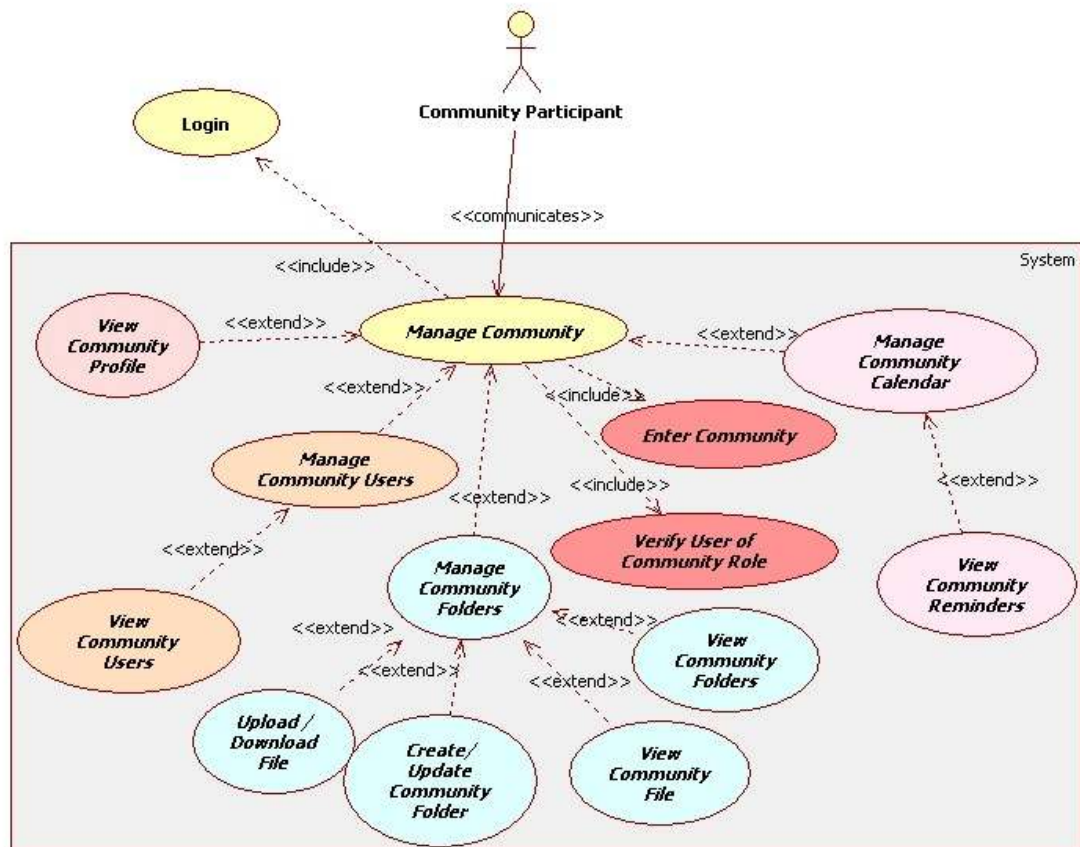 Community Participant
Login
<<communicates>>
System
<<include>>
View
Community
Profile
<<extend>>
Manage Community
<<extend>>
Manage
Community
Calendar
<<extend>>
<<include>>
Enter Community
Manage
Community Users
<<extend>>
<<include>>
<<extend>>
<<extend>>
Verify User of
Community Role
Manage
Community
Folders
View
Community
Reminders
View
Community
Users
<<extend>>
<<extend>>
<<extend>>
<<extend>>
View
Community
Folders
Upload /
Download
File
Create/
Update
Community
Folder
View
Community
File